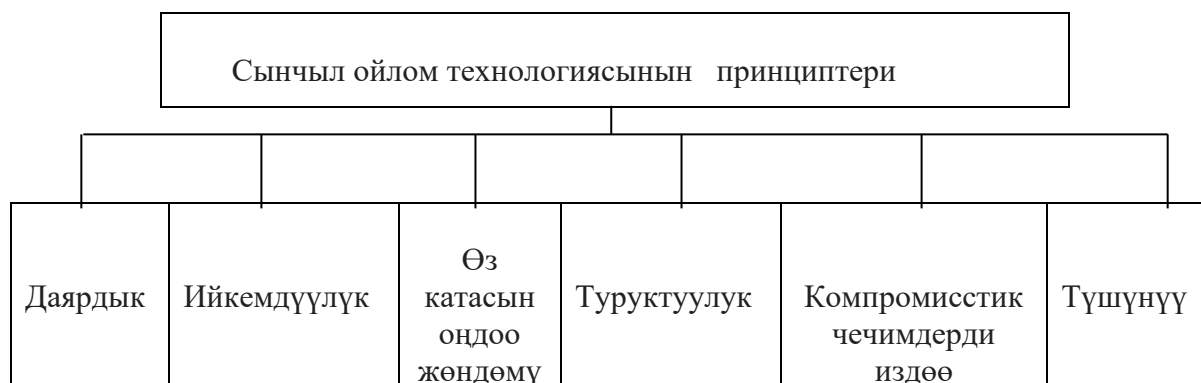 Сынчыл ойлом технологиясынын принциптери
Даярдык
Ийкемдүүлүк
Өз
катасын
оңдоо
жөндөмү
Туруктуулук
Компромисстик
чечимдерди
издөө
Түшүнүү